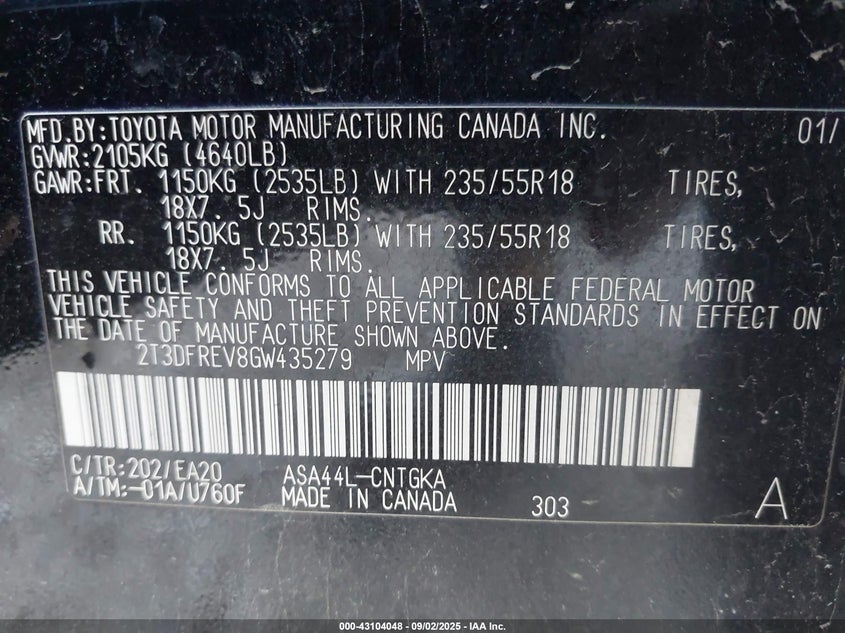 MFD.BY:TOYOTA MOTOR MANUFACTURING CANADA INC. 01/
GVWR:2105KG (4640LB)
GAWR:FRT. 1150KG (2535LB) WITH 235/55R18 TIRES,
18X7.5J RIMS.
RR. 1150KG (2535LB) WITH 235/55R18 TIRES,
18X7.5J RIMS.
THIS VEHICLE CONFORMS TO ALL APPLICABLE FEDERAL MOTOR
VEHICLE SAFETY AND THEFT PREVENTION STANDARDS IN EFFECT ON
THE DATE OF MANUFACTURE SHOWN ABOVE.
2T3DFREV8GW435279 MPV
C/TR:202/EA20 ASA44L-CNTGKA
A/TM:-01A/U760F MADE IN CANADA 303 A
000-43104048 - 09/02/2025 - IAA Inc.